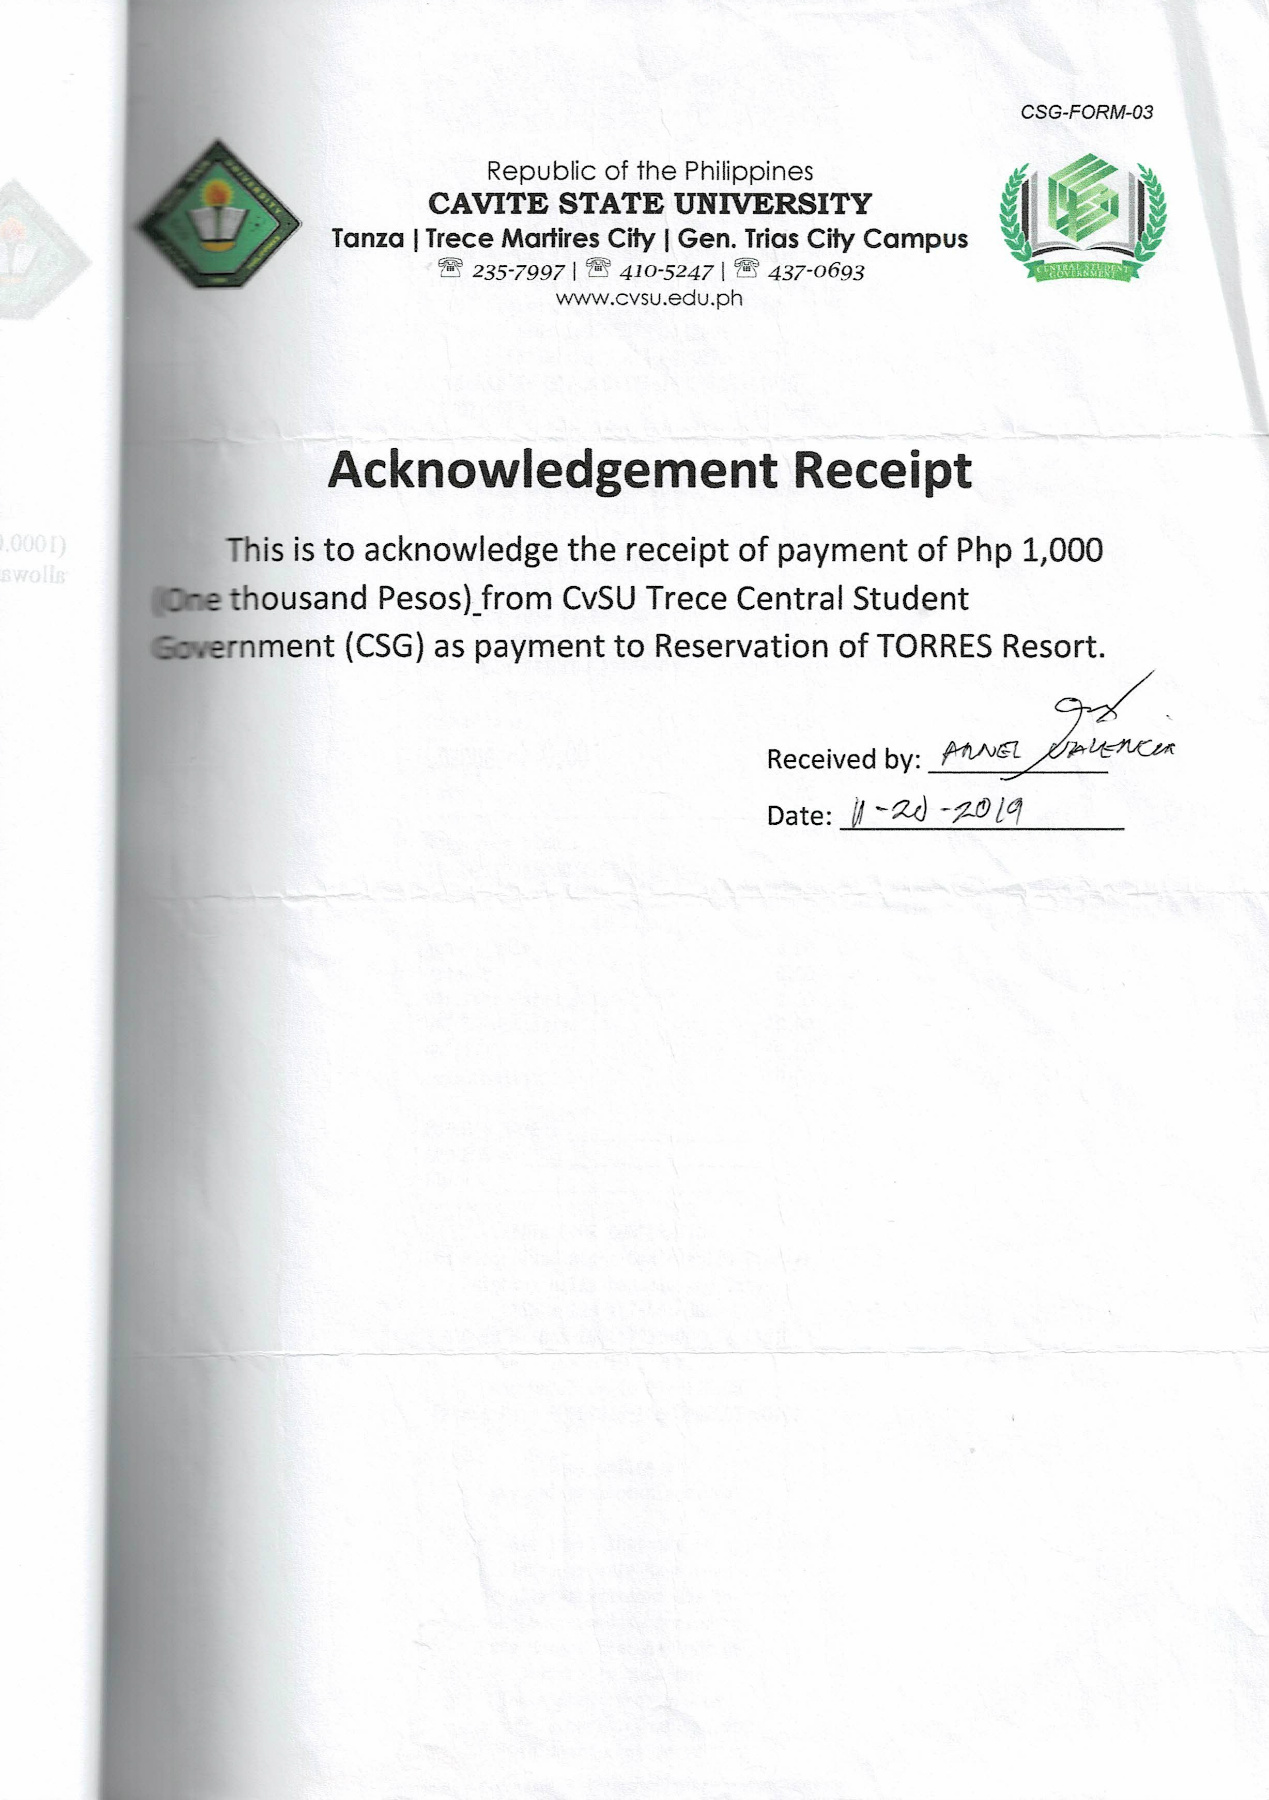 CSG-FORM-03
Republic of the Philippines
CAVITE STATE UNIVERSITY
Tanza | Trece Martires City | Gen. Trias City Campus
☏ 235-7997 | ☏ 410-5247 | ☏ 437-0693
www.cvsu.edu.ph
CENTRAL STUDENT
GOVERNMENT
Acknowledgement Receipt
This is to acknowledge the receipt of payment of Php 1,000
(One thousand Pesos) from CvSU Trece Central Student
Government (CSG) as payment to Reservation of TORRES Resort.
Received by: VALENCIA
Date: 11-20-2019